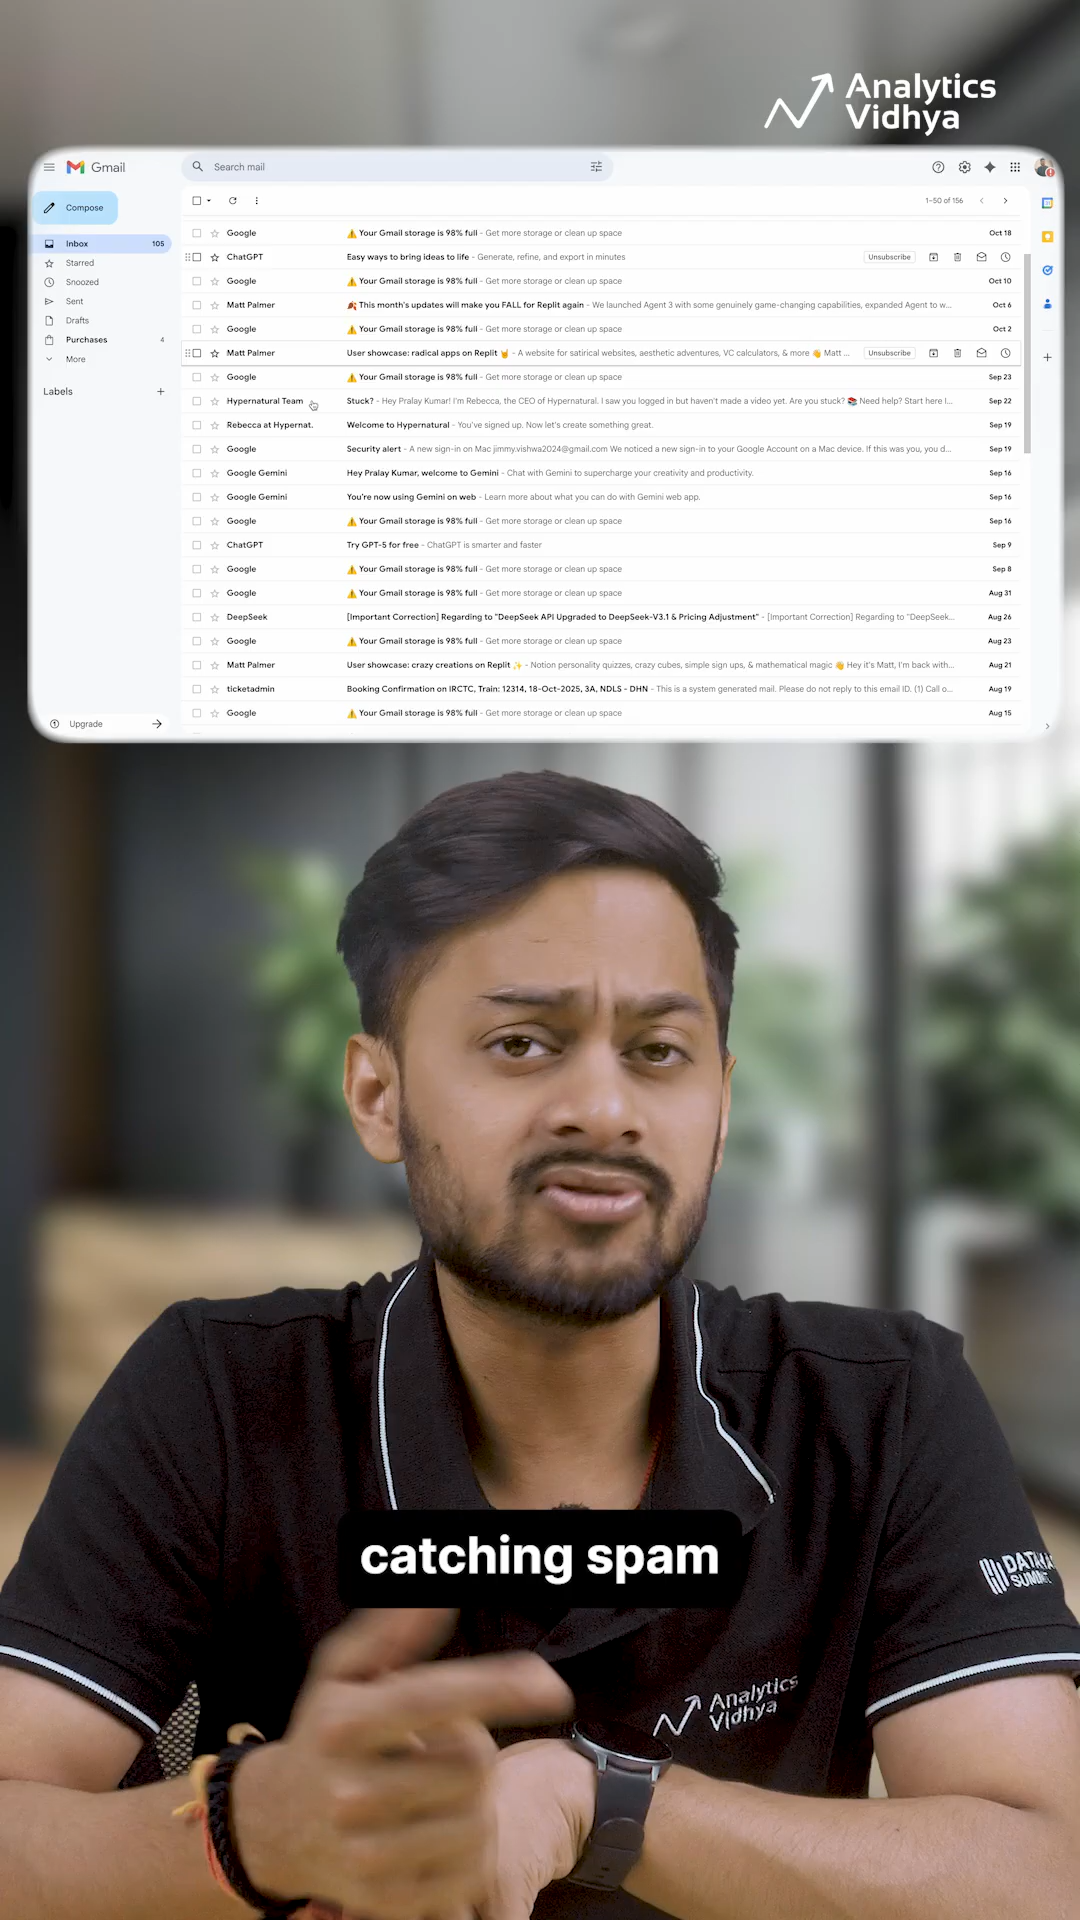 Analytics
Vidhya
Gmail
Search mail
Compose
1–50 of 156
Inbox 105
Starred
Snoozed
Sent
Drafts
Purchases 4
More
Labels
Upgrade
Google ⚠️ Your Gmail storage is 98% full - Get more storage or clean up space Oct 18
ChatGPT Easy ways to bring ideas to life - Generate, refine, and export in minutes Unsubscribe
Google ⚠️ Your Gmail storage is 98% full - Get more storage or clean up space Oct 10
Matt Palmer 🍂 This month's updates will make you FALL for Replit again - We launched Agent 3 with some genuinely game-changing capabilities, expanded Agent to w... Oct 6
Google ⚠️ Your Gmail storage is 98% full - Get more storage or clean up space Oct 2
Matt Palmer User showcase: radical apps on Replit 🤘 - A website for satirical websites, aesthetic adventures, VC calculators, & more 👋 Matt ... Unsubscribe
Google ⚠️ Your Gmail storage is 98% full - Get more storage or clean up space Sep 23
Hypernatural Team Stuck? - Hey Pralay Kumar! I'm Rebecca, the CEO of Hypernatural. I saw you logged in but haven't made a video yet. Are you stuck? 📚 Need help? Start here I... Sep 22
Rebecca at Hypernat. Welcome to Hypernatural - You've signed up. Now let's create something great. Sep 19
Google Security alert - A new sign-in on Mac jimmy.vishwa2024@gmail.com We noticed a new sign-in to your Google Account on a Mac device. If this was you, you d... Sep 19
Google Gemini Hey Pralay Kumar, welcome to Gemini - Chat with Gemini to supercharge your creativity and productivity. Sep 16
Google Gemini You're now using Gemini on web - Learn more about what you can do with Gemini web app. Sep 16
Google ⚠️ Your Gmail storage is 98% full - Get more storage or clean up space Sep 16
ChatGPT Try GPT-5 for free - ChatGPT is smarter and faster Sep 9
Google ⚠️ Your Gmail storage is 98% full - Get more storage or clean up space Sep 8
Google ⚠️ Your Gmail storage is 98% full - Get more storage or clean up space Aug 31
DeepSeek [Important Correction] Regarding to "DeepSeek API Upgraded to DeepSeek-V3.1 & Pricing Adjustment" - [Important Correction] Regarding to "DeepSeek... Aug 26
Google ⚠️ Your Gmail storage is 98% full - Get more storage or clean up space Aug 23
Matt Palmer User showcase: crazy creations on Replit ✨ - Notion personality quizzes, crazy cubes, simple sign ups, & mathematical magic 👋 Hey it's Matt, I'm back with... Aug 21
ticketadmin Booking Confirmation on IRCTC, Train: 12314, 18-Oct-2025, 3A, NDLS - DHN - This is a system generated mail. Please do not reply to this email ID. (1) Call o... Aug 19
Google ⚠️ Your Gmail storage is 98% full - Get more storage or clean up space Aug 15
catching spam
Analytics
Vidhya